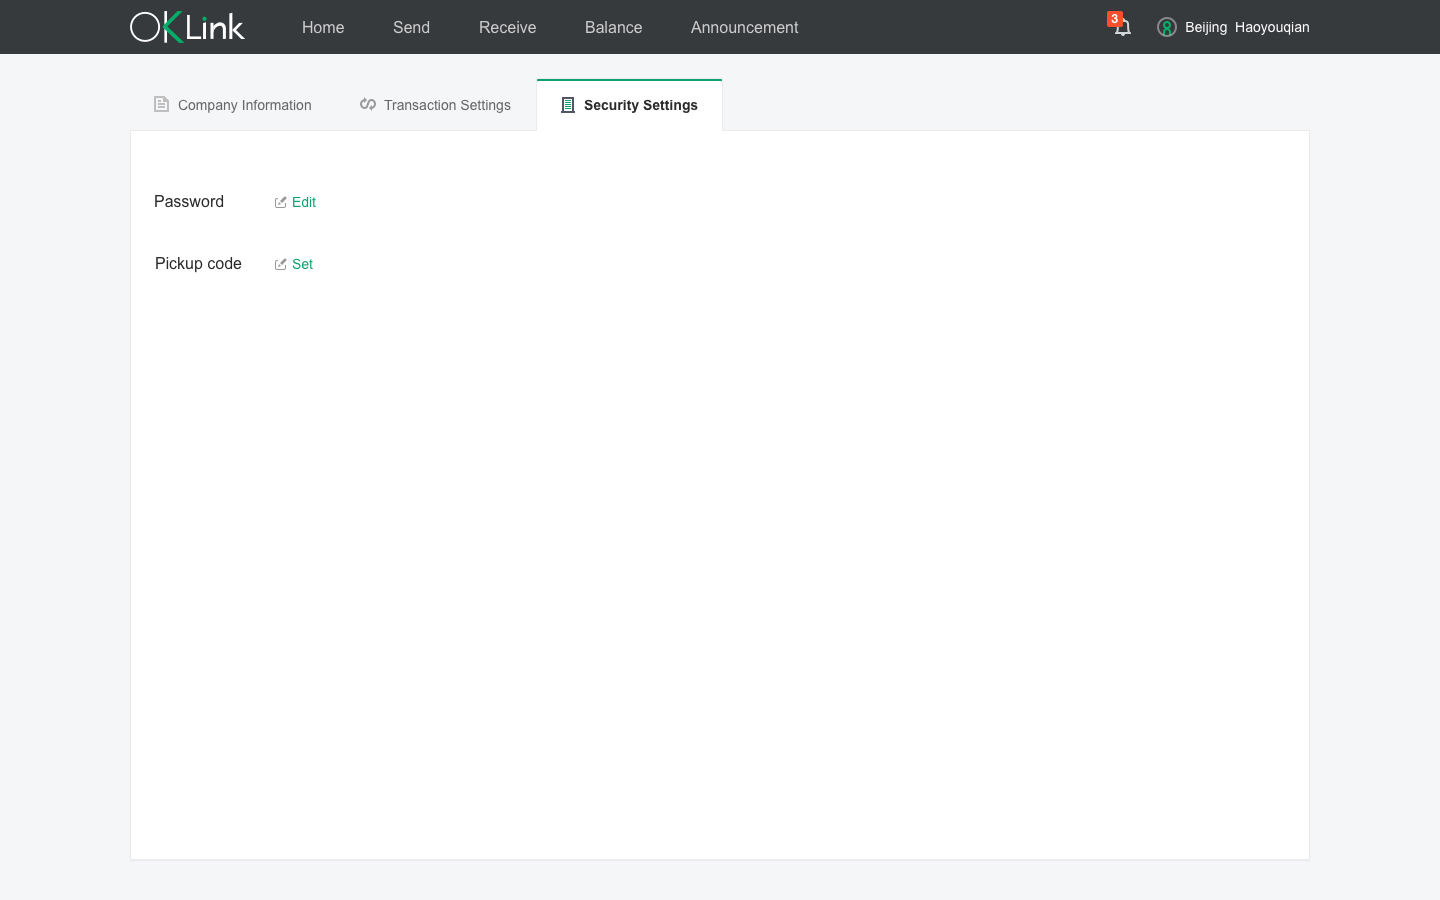 OKLink
Home Send Receive Balance Announcement
3
Beijing Haoyouqian
Company Information
Transaction Settings
Security Settings
Password Edit
Pickup code Set